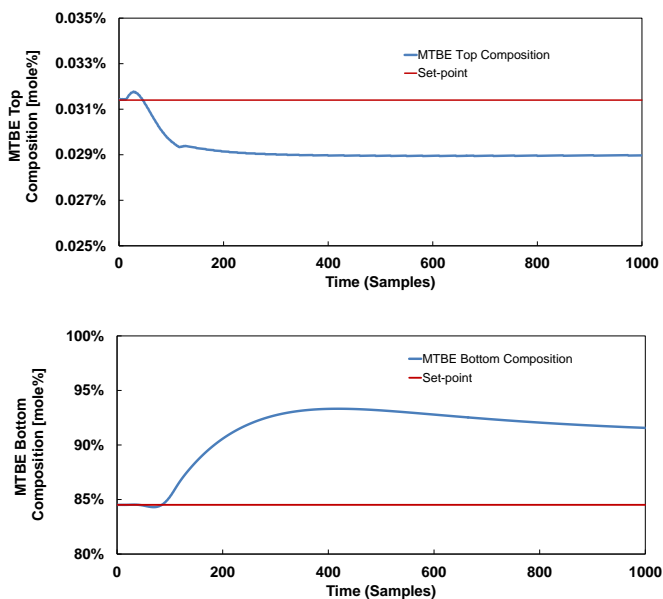 0.035%
0.033%
0.031%
0.029%
0.027%
0.025%
MTBE Top
Composition [mole%]
MTBE Top Composition
Set-point
0
200
400
600
800
1000
Time (Samples)
100%
95%
90%
85%
80%
MTBE Bottom
Composition [mole%]
MTBE Bottom Composition
Set-point
0
200
400
600
800
1000
Time (Samples)